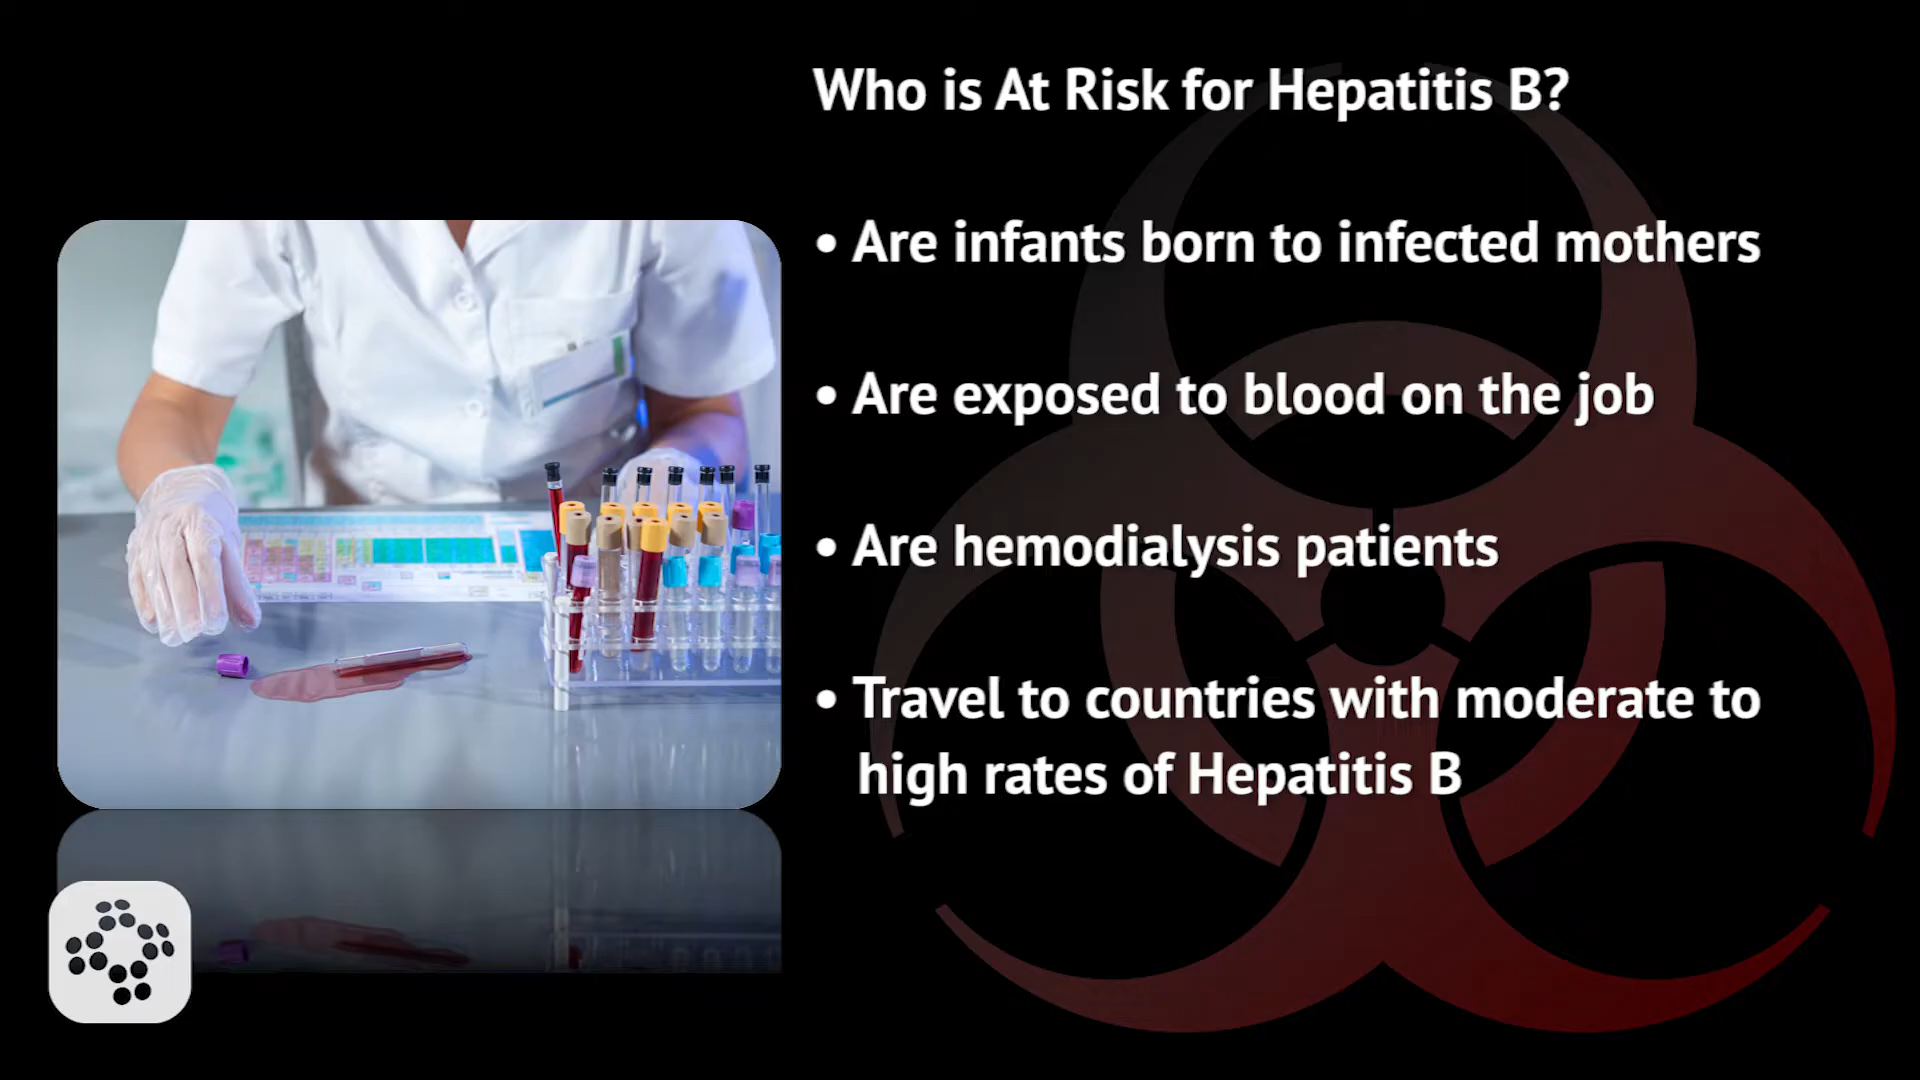 Who is At Risk for Hepatitis B?
• Are infants born to infected mothers
• Are exposed to blood on the job
• Are hemodialysis patients
• Travel to countries with moderate to
high rates of Hepatitis B